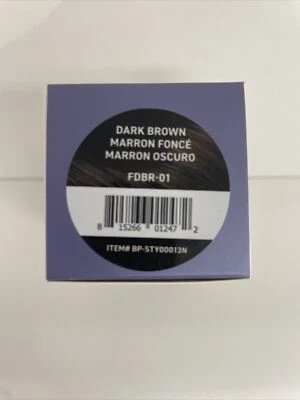 DARK BROWN
MARRON FONCÉ
MARRON OSCURO
FDBR-01
8 15266 01247 2
ITEM# BP-STY00013N